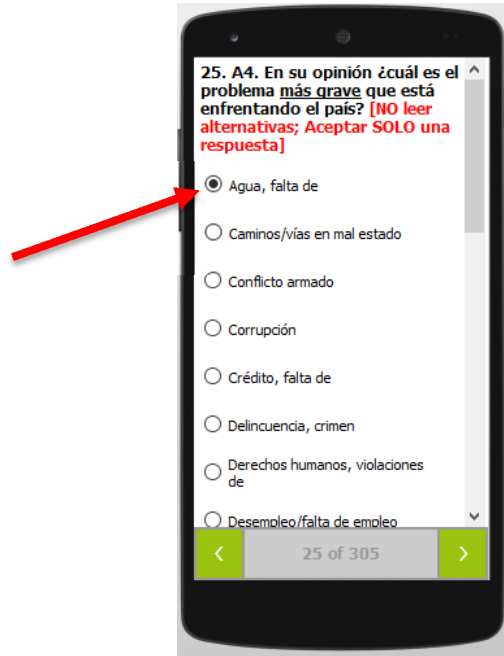 25. A4. En su opinión ¿cuál es el
problema más grave que está
enfrentando el país? [NO leer
alternativas; Aceptar SOLO una
respuesta]
Agua, falta de
Caminos/vías en mal estado
Conflicto armado
Corrupción
Crédito, falta de
Delincuencia, crimen
Derechos humanos, violaciones
de
Desempleo/falta de empleo
25 of 305